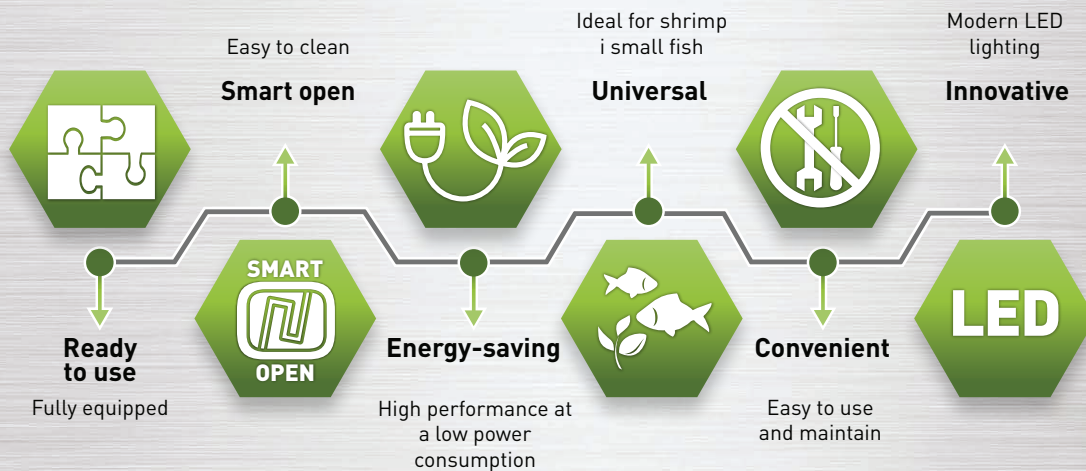 Ready
to use
Fully equipped
Easy to clean
Smart open
SMART
OPEN
Energy-saving
High performance at
a low power
consumption
Ideal for shrimp
i small fish
Universal
Convenient
Easy to use
and maintain
Modern LED
lighting
Innovative
LED